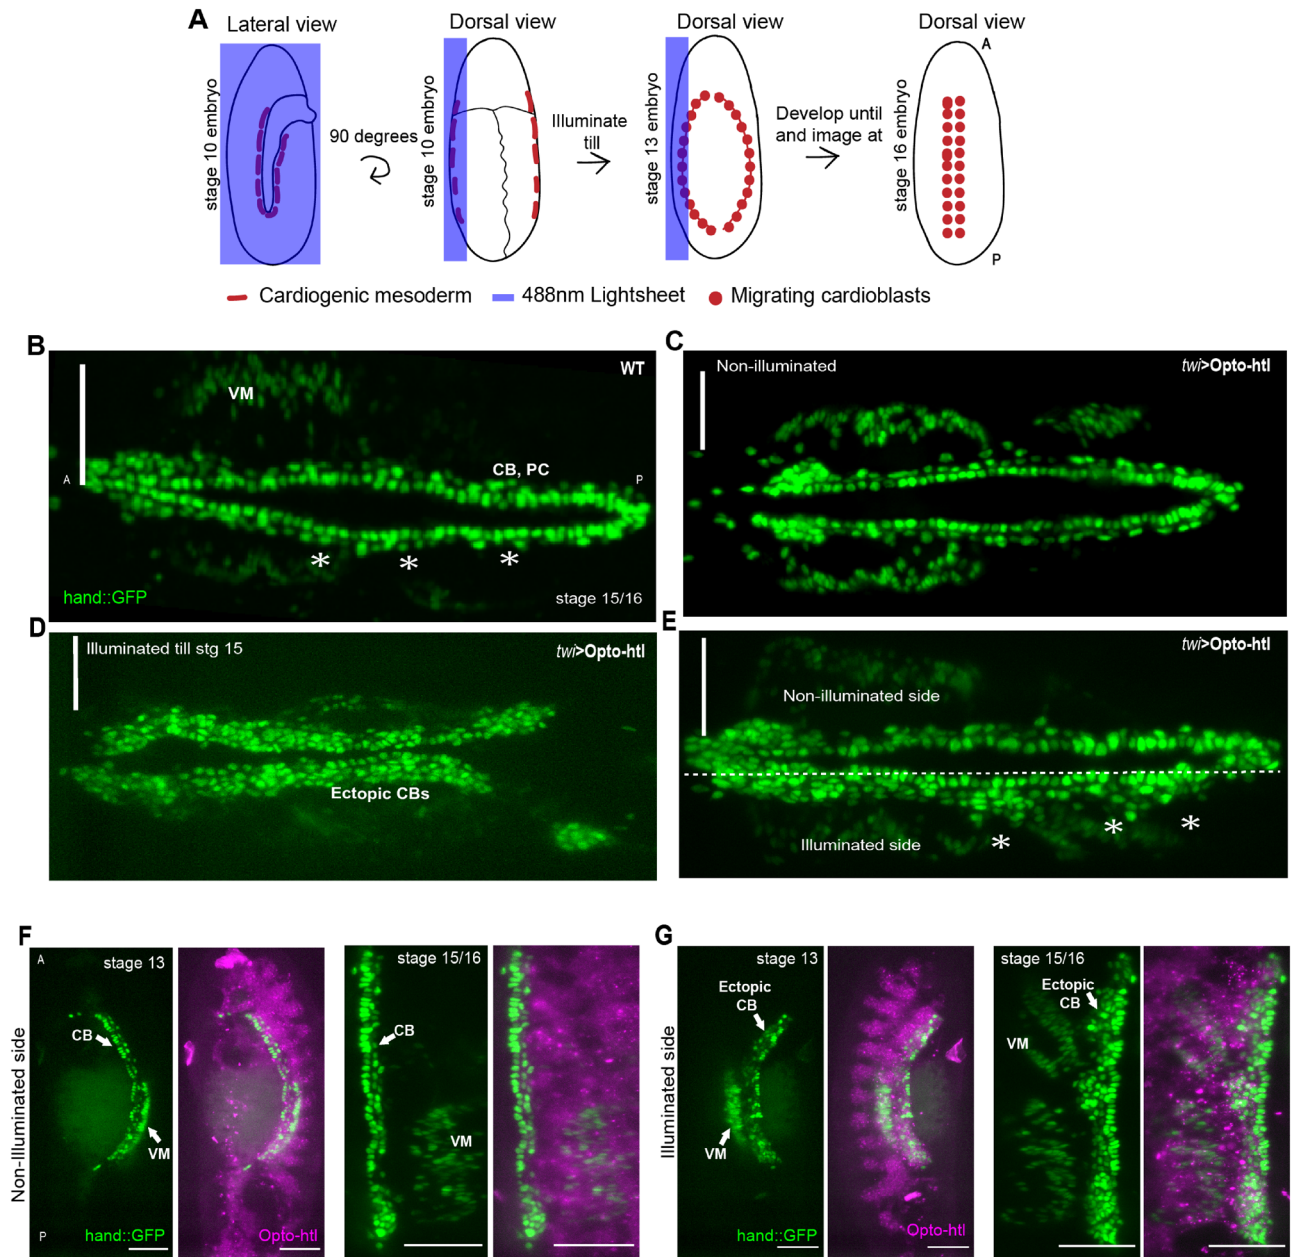 A
Lateral view
Dorsal view
Dorsal view
Dorsal view
stage 10 embryo
90 degrees
stage 10 embryo
Illuminate
till
stage 13 embryo
Develop until
and image at
stage 16 embryo
A
P
Cardiogenic mesoderm
488nm Lightsheet
Migrating cardioblasts
B
WT
VM
CB, PC
A
P
* * *
hand::GFP
stage 15/16
C
Non-illuminated
twi>Opto-htl
D
Illuminated till stg 15
twi>Opto-htl
Ectopic CBs
E
twi>Opto-htl
Non-illuminated side
Illuminated side
* * *
F
Non-Illuminated side
A
stage 13
CB
VM
P
hand::GFP
Opto-htl
stage 15/16
CB
VM
G
Illuminated side
stage 13
Ectopic
CB
VM
hand::GFP
Opto-htl
stage 15/16
Ectopic
CB
VM